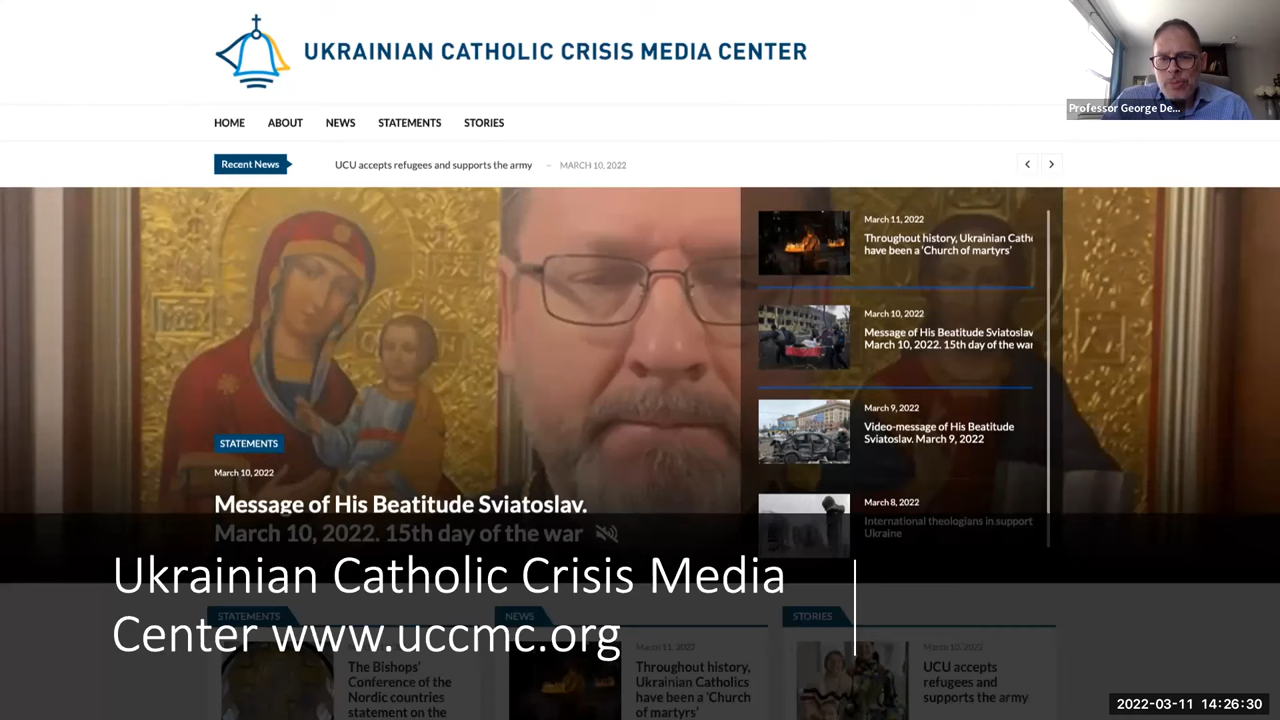 UKRAINIAN CATHOLIC CRISIS MEDIA CENTER
Professor George De...
HOME ABOUT NEWS STATEMENTS STORIES
Recent News UCU accepts refugees and supports the army – MARCH 10, 2022
March 11, 2022
Throughout history, Ukrainian Cath
have been a ‘Church of martyrs’
March 10, 2022
Message of His Beatitude Sviatoslav
March 10, 2022. 15th day of the war
March 9, 2022
Video-message of His Beatitude
Sviatoslav. March 9, 2022
March 8, 2022
International theologians in support
Ukraine
STATEMENTS
March 10, 2022
Message of His Beatitude Sviatoslav.
March 10, 2022. 15th day of the war
Ukrainian Catholic Crisis Media
Center www.uccmc.org
STATEMENTS
The Bishops’
Conference of the
Nordic countries
statement on the
NEWS
March 11, 2022
Throughout history,
Ukrainian Catholics
have been a ‘Church
of martyrs’
STORIES
March 10, 2022
UCU accepts
refugees and
supports the army
2022-03-11 14:26:30